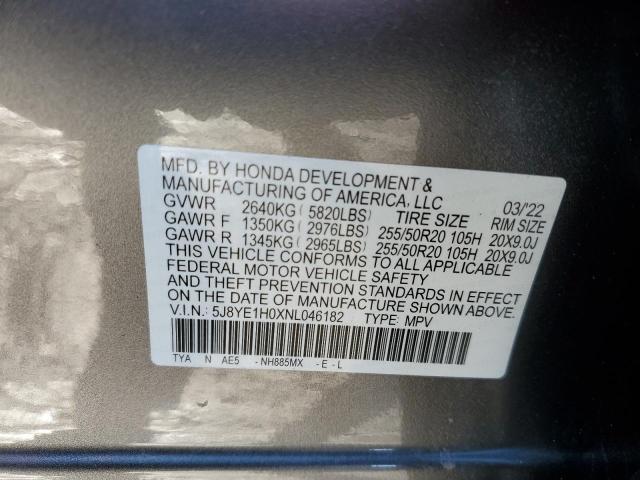 MFD. BY HONDA DEVELOPMENT &
MANUFACTURING OF AMERICA, LLC 03/'22
GVWR 2640KG ( 5820LBS) TIRE SIZE RIM SIZE
GAWR F 1350KG ( 2976LBS) 255/50R20 105H 20X9.0J
GAWR R 1345KG ( 2965LBS) 255/50R20 105H 20X9.0J
THIS VEHICLE CONFORMS TO ALL APPLICABLE
FEDERAL MOTOR VEHICLE SAFETY
AND THEFT PREVENTION STANDARDS IN EFFECT
ON THE DATE OF MANUFACTURE SHOWN ABOVE.
V.I.N.: 5J8YE1H0XNL046182 TYPE: MPV
TYA N AE5 - NH885MX - E - L